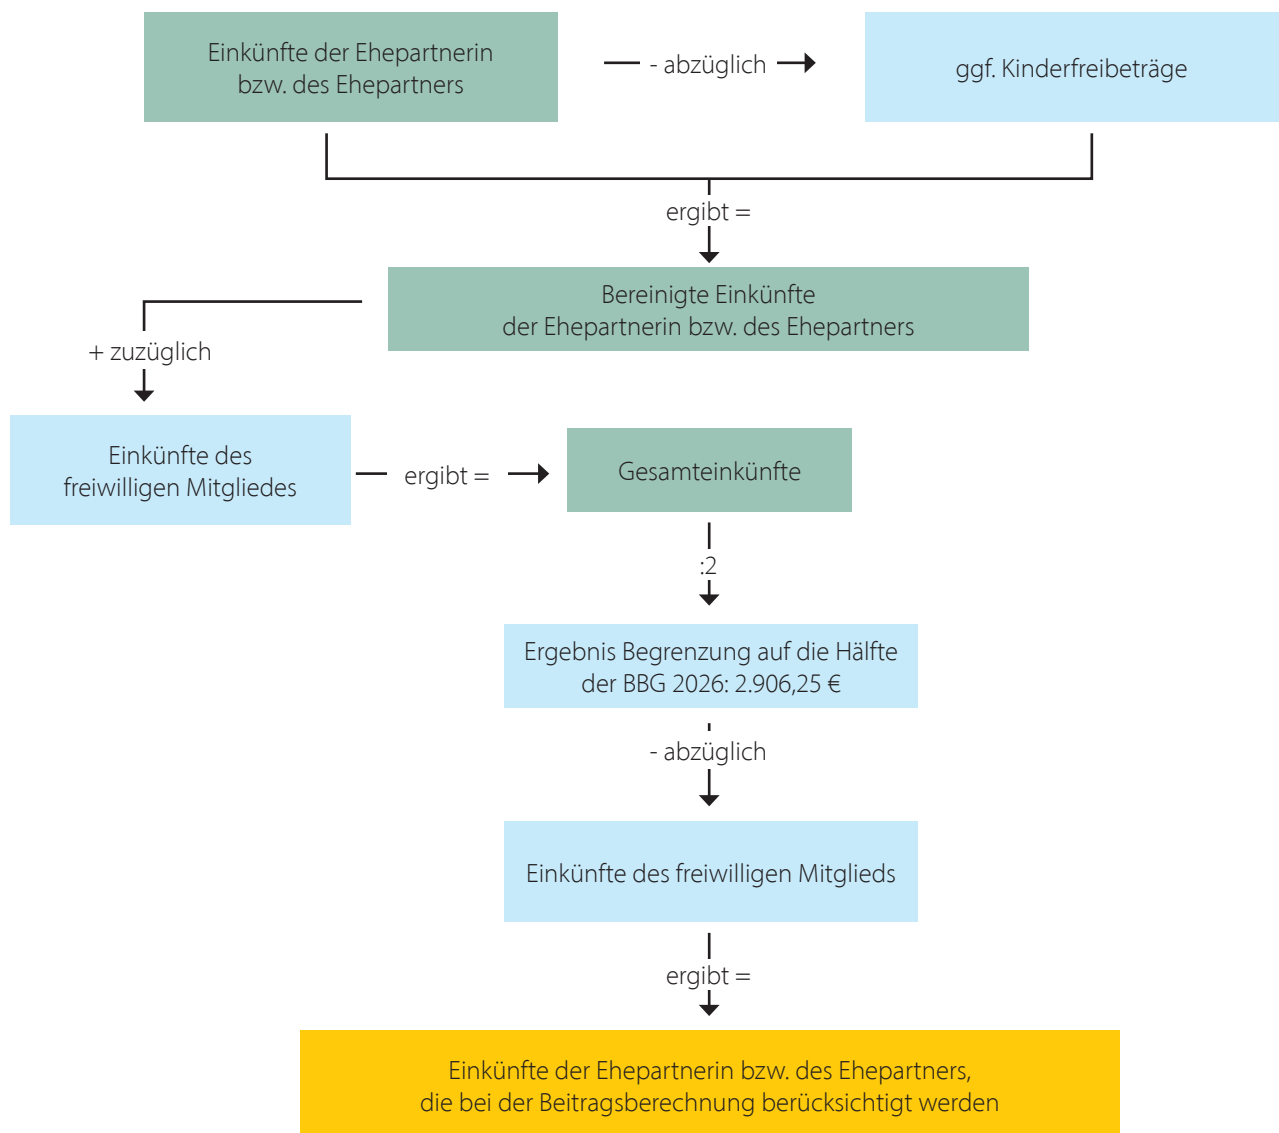 Einkünfte der Ehepartnerin
bzw. des Ehepartners
- abzüglich
ggf. Kinderfreibeträge
ergibt =
Bereinigte Einkünfte
der Ehepartnerin bzw. des Ehepartners
+ zuzüglich
Einkünfte des
freiwilligen Mitgliedes
ergibt =
Gesamteinkünfte
:2
Ergebnis Begrenzung auf die Hälfte
der BBG 2026: 2.906,25 €
- abzüglich
Einkünfte des freiwilligen Mitglieds
ergibt =
Einkünfte der Ehepartnerin bzw. des Ehepartners,
die bei der Beitragsberechnung berücksichtigt werden